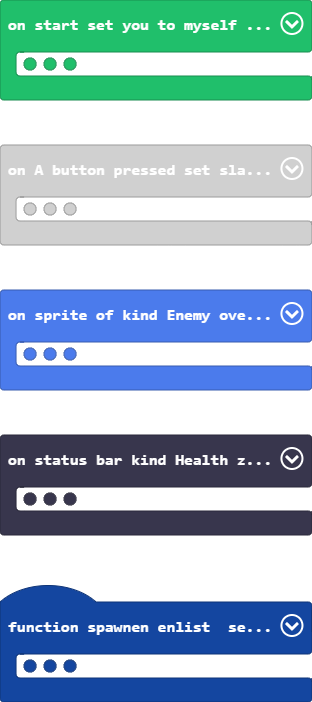 on start set you to myself ...
on A button pressed set sla...
on sprite of kind Enemy ove...
on status bar kind Health z...
function spawnen enlist  se...